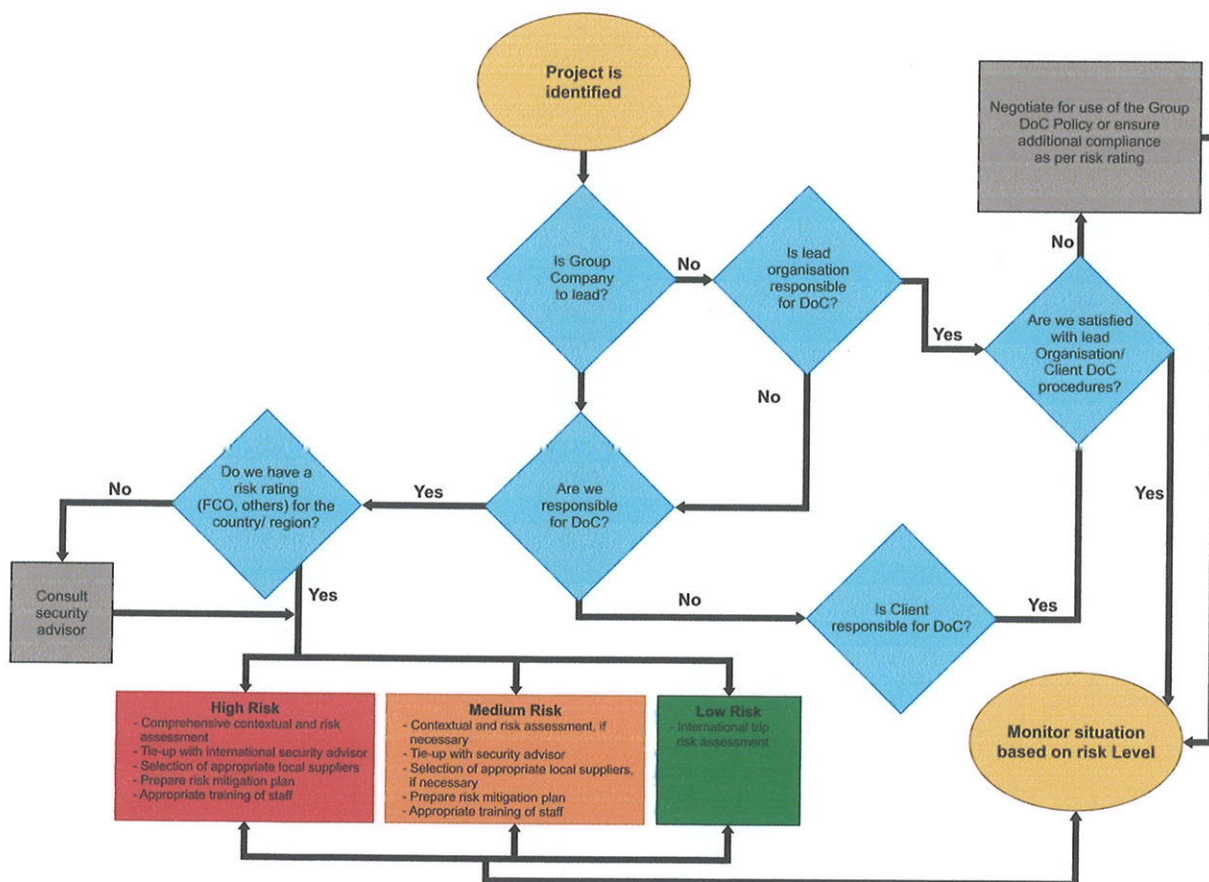 Project is
identified
Negotiate for use of the Group
DoC Policy or ensure
additional compliance
as per risk rating
Is Group
Company
to lead?
No
Is lead
organisation
responsible
for DoC?
Yes
No
Are we satisfied
with lead
Organisation/
Client DoC
procedures?
No
Yes
Do we have a
risk rating
(FCO, others) for the
country/ region?
Yes
Are we
responsible
for DoC?
No
Consult
security
advisor
Yes
No
Is Client
responsible for DoC?
Yes
High Risk
- Comprehensive contextual and risk
assessment
- Tie-up with international security advisor
- Selection of appropriate local suppliers
- Prepare risk mitigation plan
- Appropriate training of staff
Medium Risk
- Contextual and risk assessment, if
necessary
- Tie-up with security advisor
- Selection of appropriate local suppliers,
if necessary
- Prepare risk mitigation plan
- Appropriate training of staff
Low Risk
- International trip
risk assessment
Monitor situation
based on risk Level